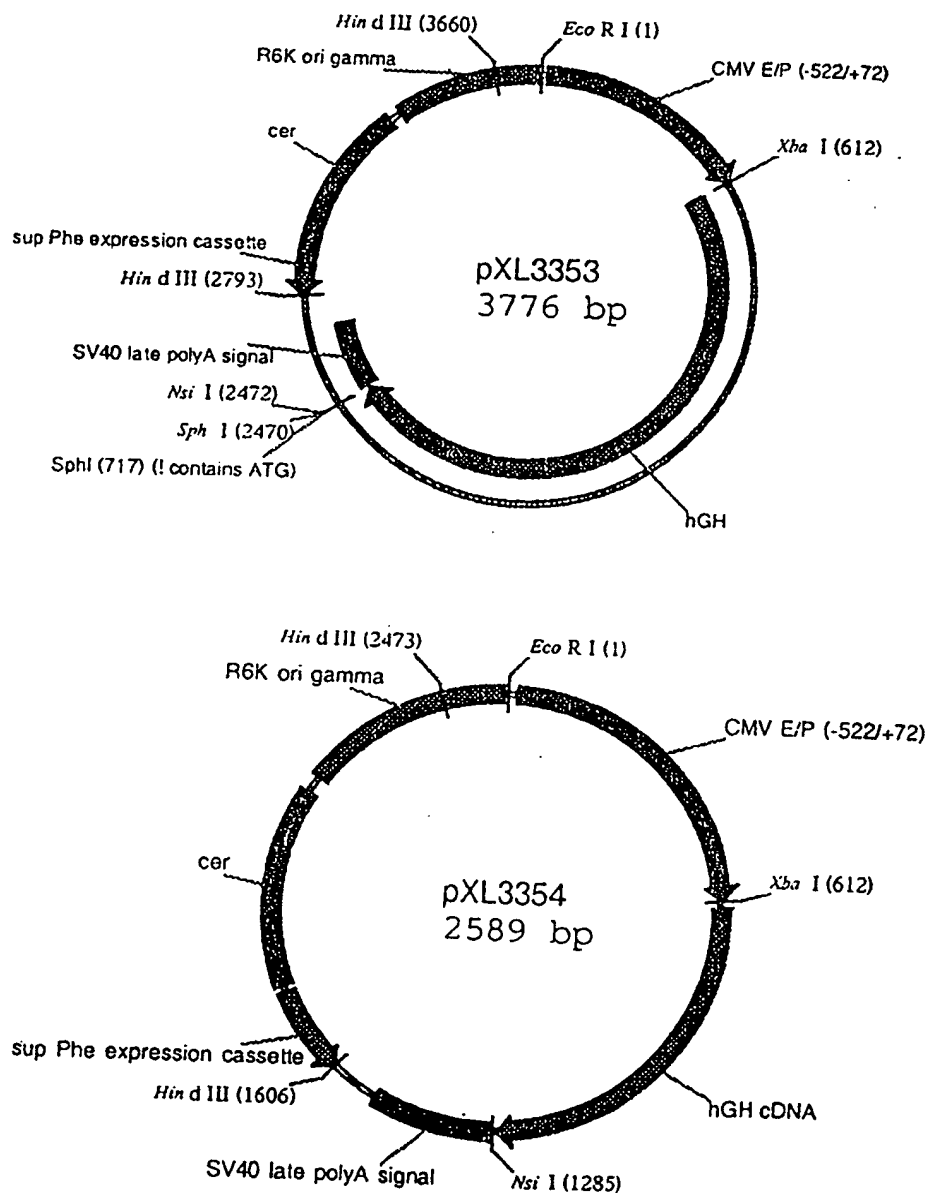 Hin d III (3660)
Eco R I (1)
R6K ori gamma
CMV E/P (-522/+72)
cer
Xba I (612)
sup Phe expression cassette
Hin d III (2793)
pXL3353
3776 bp
SV40 late polyA signal
Nsi I (2472)
Sph I (2470)
SphI (717) (! contains ATG)
hGH
Hin d III (2473)
Eco R I (1)
R6K ori gamma
CMV E/P (-522/+72)
cer
Xba I (612)
pXL3354
2589 bp
sup Phe expression cassette
Hin d III (1606)
hGH cDNA
SV40 late polyA signal
Nsi I (1285)